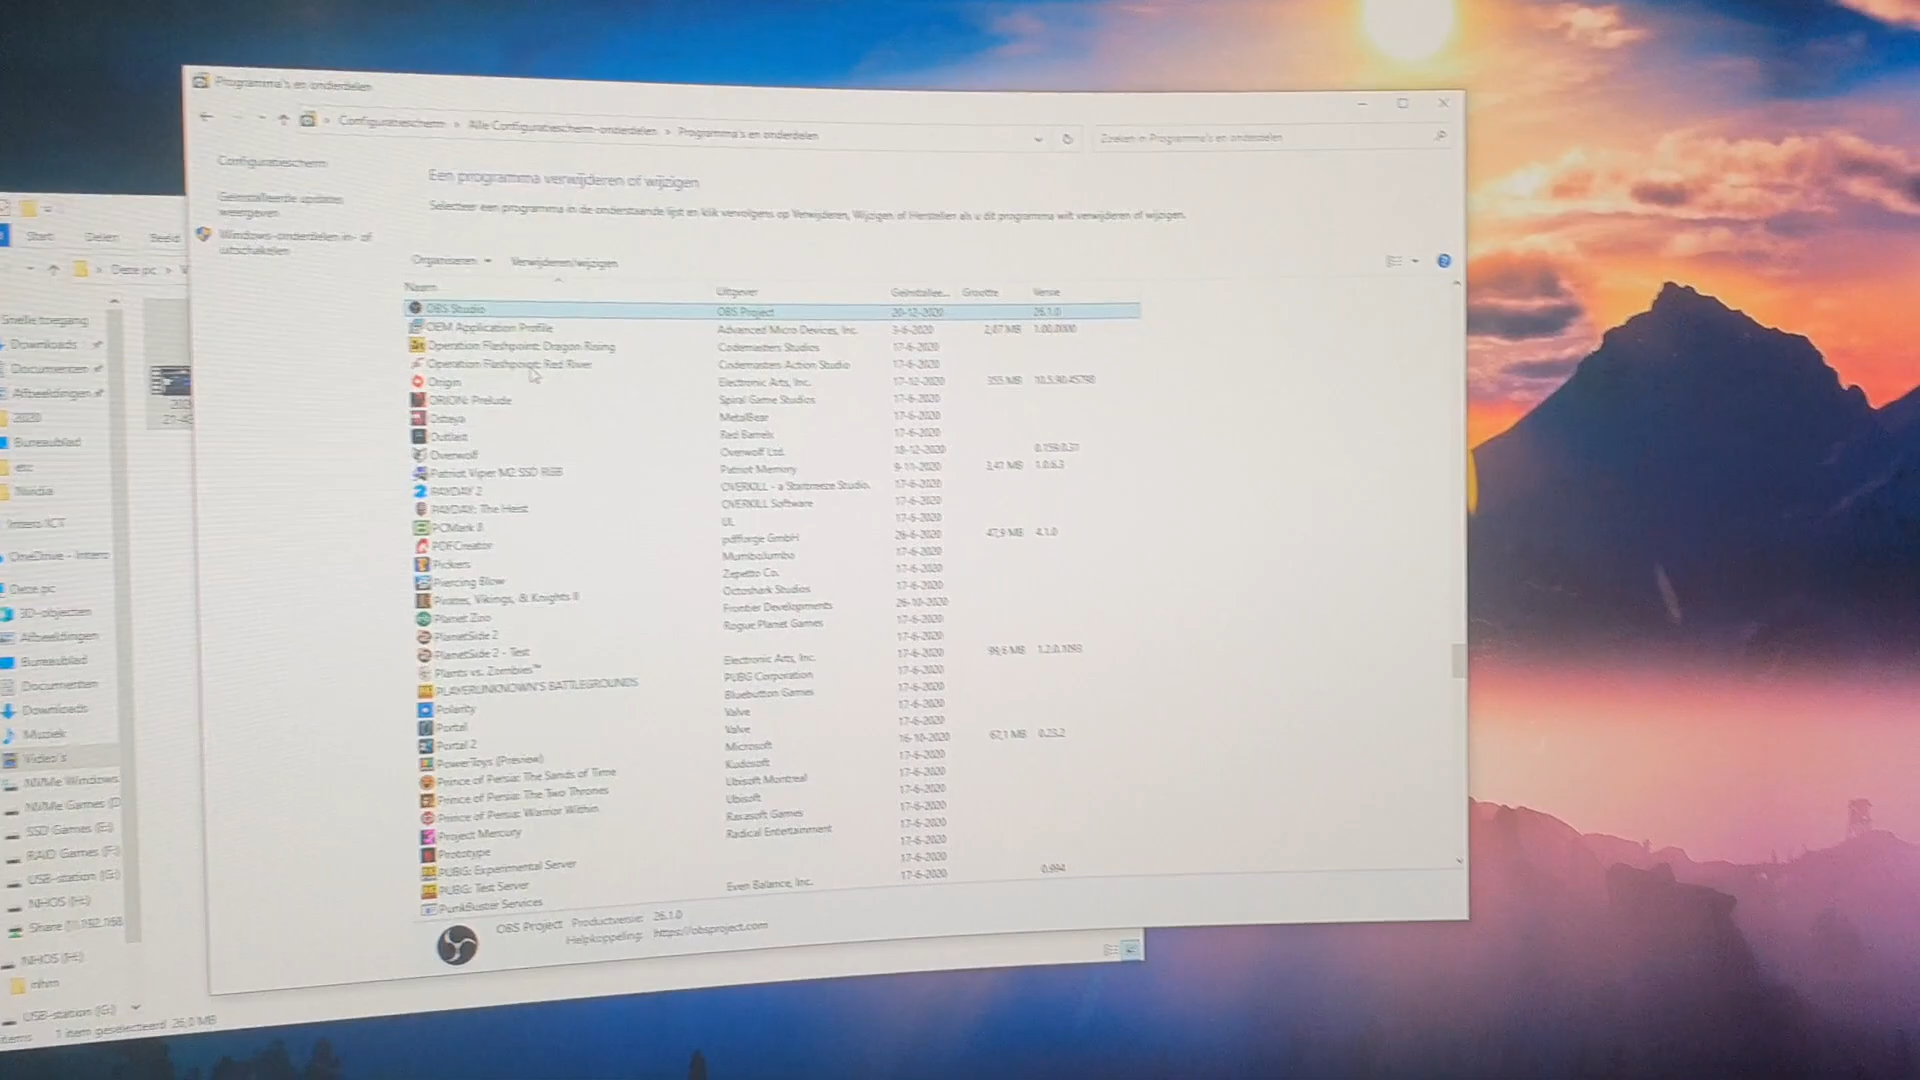 Programma's en onderdelen
Configuratiescherm > Alle Configuratiescherm-onderdelen > Programma's en onderdelen
Zoeken in Programma's en onderdelen
Configuratiescherm
Geïnstalleerde updates weergeven
Windows-onderdelen in- of uitschakelen
Een programma verwijderen of wijzigen
Selecteer een programma in de onderstaande lijst en klik vervolgens op Verwijderen, Wijzigen of Herstellen als u dit programma wilt verwijderen of wijzigen.
Organiseren Verwijderen/wijzigen
Naam Uitgever Geïnstallee... Grootte Versie
OBS Studio OBS Project 20-12-2020 26.1.0
OEM Application Profile Advanced Micro Devices, Inc. 3-6-2020 2,07 MB 1.00.0000
Operation Flashpoint: Dragon Rising Codemasters Studios 17-6-2020
Operation Flashpoint: Red River Codemasters Action Studio 17-6-2020
Origin Electronic Arts, Inc. 17-12-2020 355 MB
ORION: Prelude Spiral Game Studios 17-6-2020
MetalBear 17-6-2020
Outlast Red Barrels 17-6-2020
Overwolf Overwolf Ltd. 18-12-2020
Patriot Viper M2 SSD RGB Patriot Memory 9-11-2020 3,47 MB 1.0.6.3
PAYDAY 2 OVERKILL - a Starbreeze Studio. 17-6-2020
PAYDAY: The Heist OVERKILL Software 17-6-2020
PCMark 8 UL 17-6-2020
PDFCreator pdfforge GmbH 26-6-2020 47,9 MB 4.1.0
Pickers MumboJumbo 17-6-2020
Piercing Blow Zepetto Co. 17-6-2020
Pirates, Vikings, & Knights II Octoshark Studios 17-6-2020
Planet Zoo Frontier Developments 26-10-2020
PlanetSide 2 Rogue Planet Games 17-6-2020
PlanetSide 2 - Test 17-6-2020
Plants vs. Zombies™ Electronic Arts, Inc. 17-6-2020 99,6 MB 1.2.0.1093
PLAYERUNKNOWN'S BATTLEGROUNDS PUBG Corporation 17-6-2020
Polarity Bluebutton Games 17-6-2020
Portal Valve 17-6-2020
Portal 2 Valve 17-6-2020
PowerToys (Preview) Microsoft 16-10-2020 67,1 MB 0.23.2
Prince of Persia: The Sands of Time Kudosoft 17-6-2020
Prince of Persia: The Two Thrones Ubisoft Montreal 17-6-2020
Prince of Persia: Warrior Within Ubisoft 17-6-2020
Project Mercury Rarasoft Games 17-6-2020
Prototype Radical Entertainment 17-6-2020
PUBG: Experimental Server 17-6-2020
PUBG: Test Server 17-6-2020
PunkBuster Services Even Balance, Inc. 17-6-2020 0.994
OBS Project Productversie: 26.1.0
Helpkoppeling: https://obsproject.com
Start Delen Beeld
Deze pc >
Snelle toegang
Downloads
Documenten
Afbeeldingen
2020
Bureaublad
etc
Nvidia
Intero ICT
OneDrive - Intero
Deze pc
3D-objecten
Afbeeldingen
Bureaublad
Documenten
Downloads
Muziek
Video's
NVMe Windows
NVMe Games (D
SSD Games (E:)
RAID Games (F:)
USB-station (G:)
NHOS (H:)
Share (\\192.168
NHOS (H:)
USB-station (G:)
items 1 item geselecteerd 26,0 MB